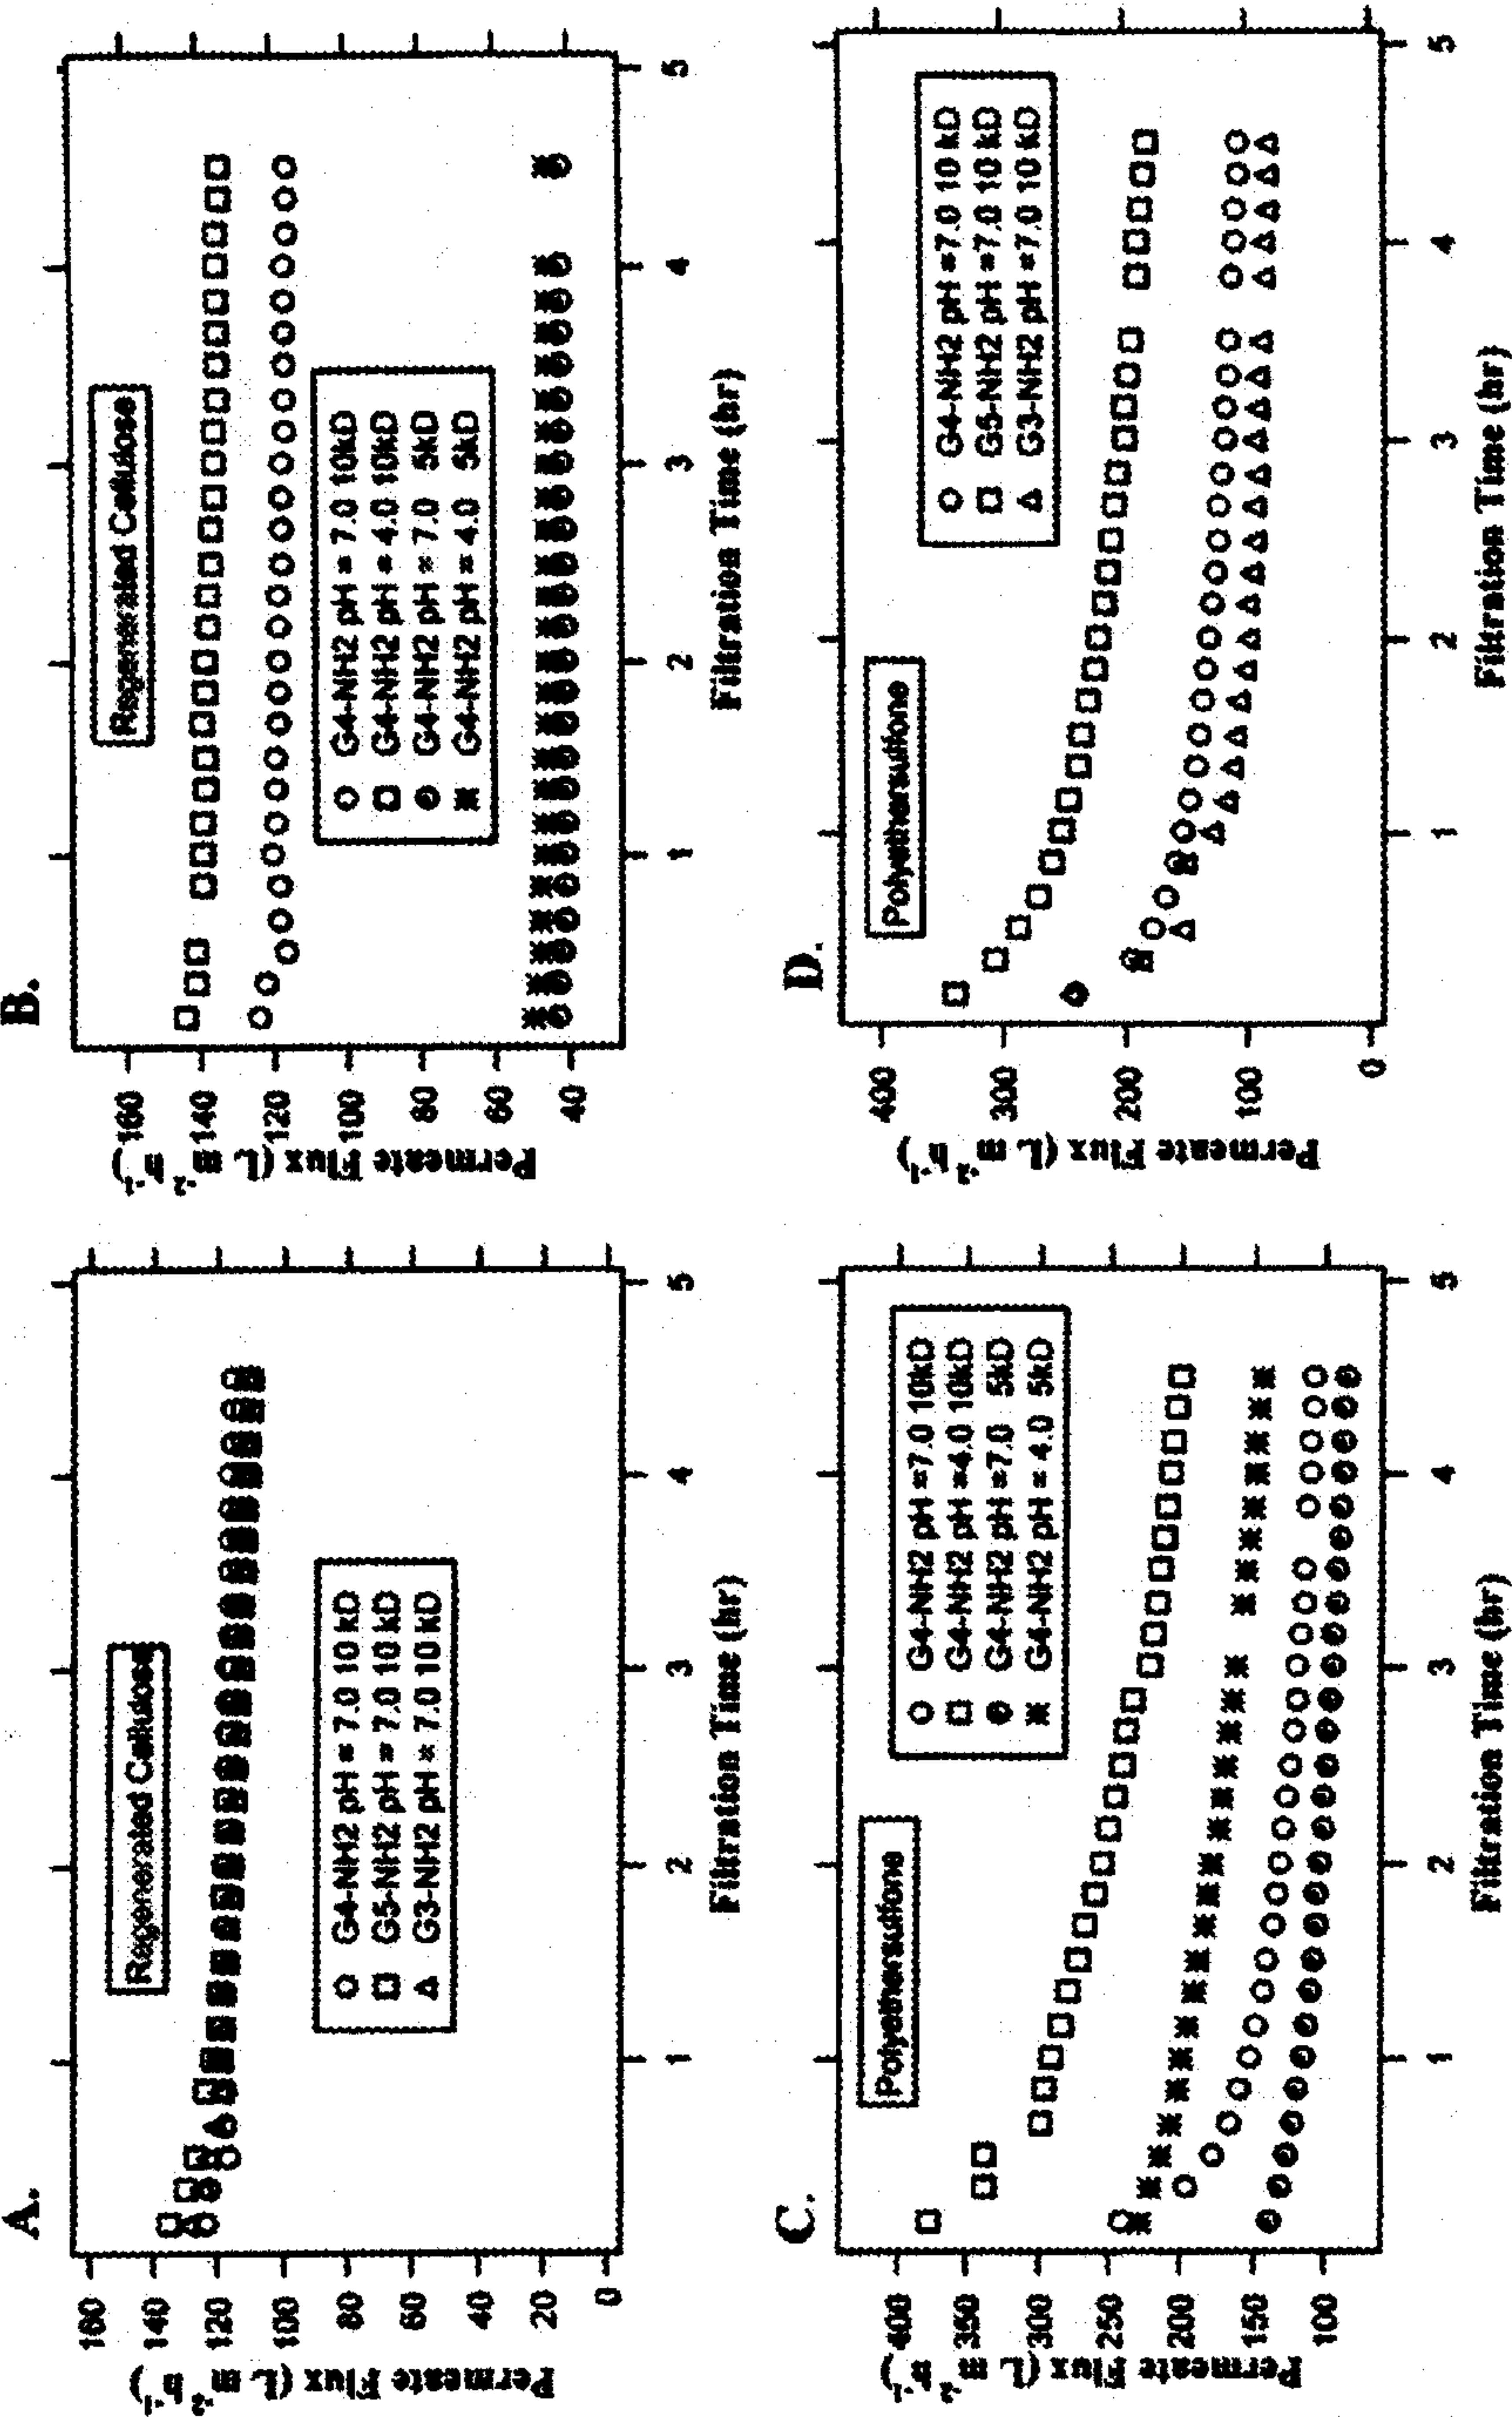 A.
Regenerated Cellulose
160
140
120
100
80
60
40
20
0
Permeate Flux (L m⁻² h⁻¹)
G4-NH2 pH = 7.0 10 kD
G5-NH2 pH = 7.0 10 kD
G3-NH2 pH = 7.0 10 kD
1 2 3 4 5
Filtration Time (hr)
B.
Regenerated Cellulose
160
140
120
100
80
60
40
Permeate Flux (L m⁻² h⁻¹)
G4-NH2 pH = 7.0 10kD
G4-NH2 pH = 4.0 10kD
G4-NH2 pH = 7.0 5kD
G4-NH2 pH = 4.0 5kD
1 2 3 4 5
Filtration Time (hr)
C.
Polyethersulfone
400
350
300
250
200
150
100
Permeate Flux (L m⁻² h⁻¹)
G4-NH2 pH =7.0 10kD
G4-NH2 pH =4.0 10kD
G4-NH2 pH =7.0 5kD
G4-NH2 pH = 4.0 5kD
1 2 3 4 5
Filtration Time (hr)
D.
Polyethersulfone
400
300
200
100
0
Permeate Flux (L m⁻² h⁻¹)
G4-NH2 pH =7.0 10 kD
G5-NH2 pH =7.0 10 kD
G3-NH2 pH =7.0 10 kD
1 2 3 4 5
Filtration Time (hr)